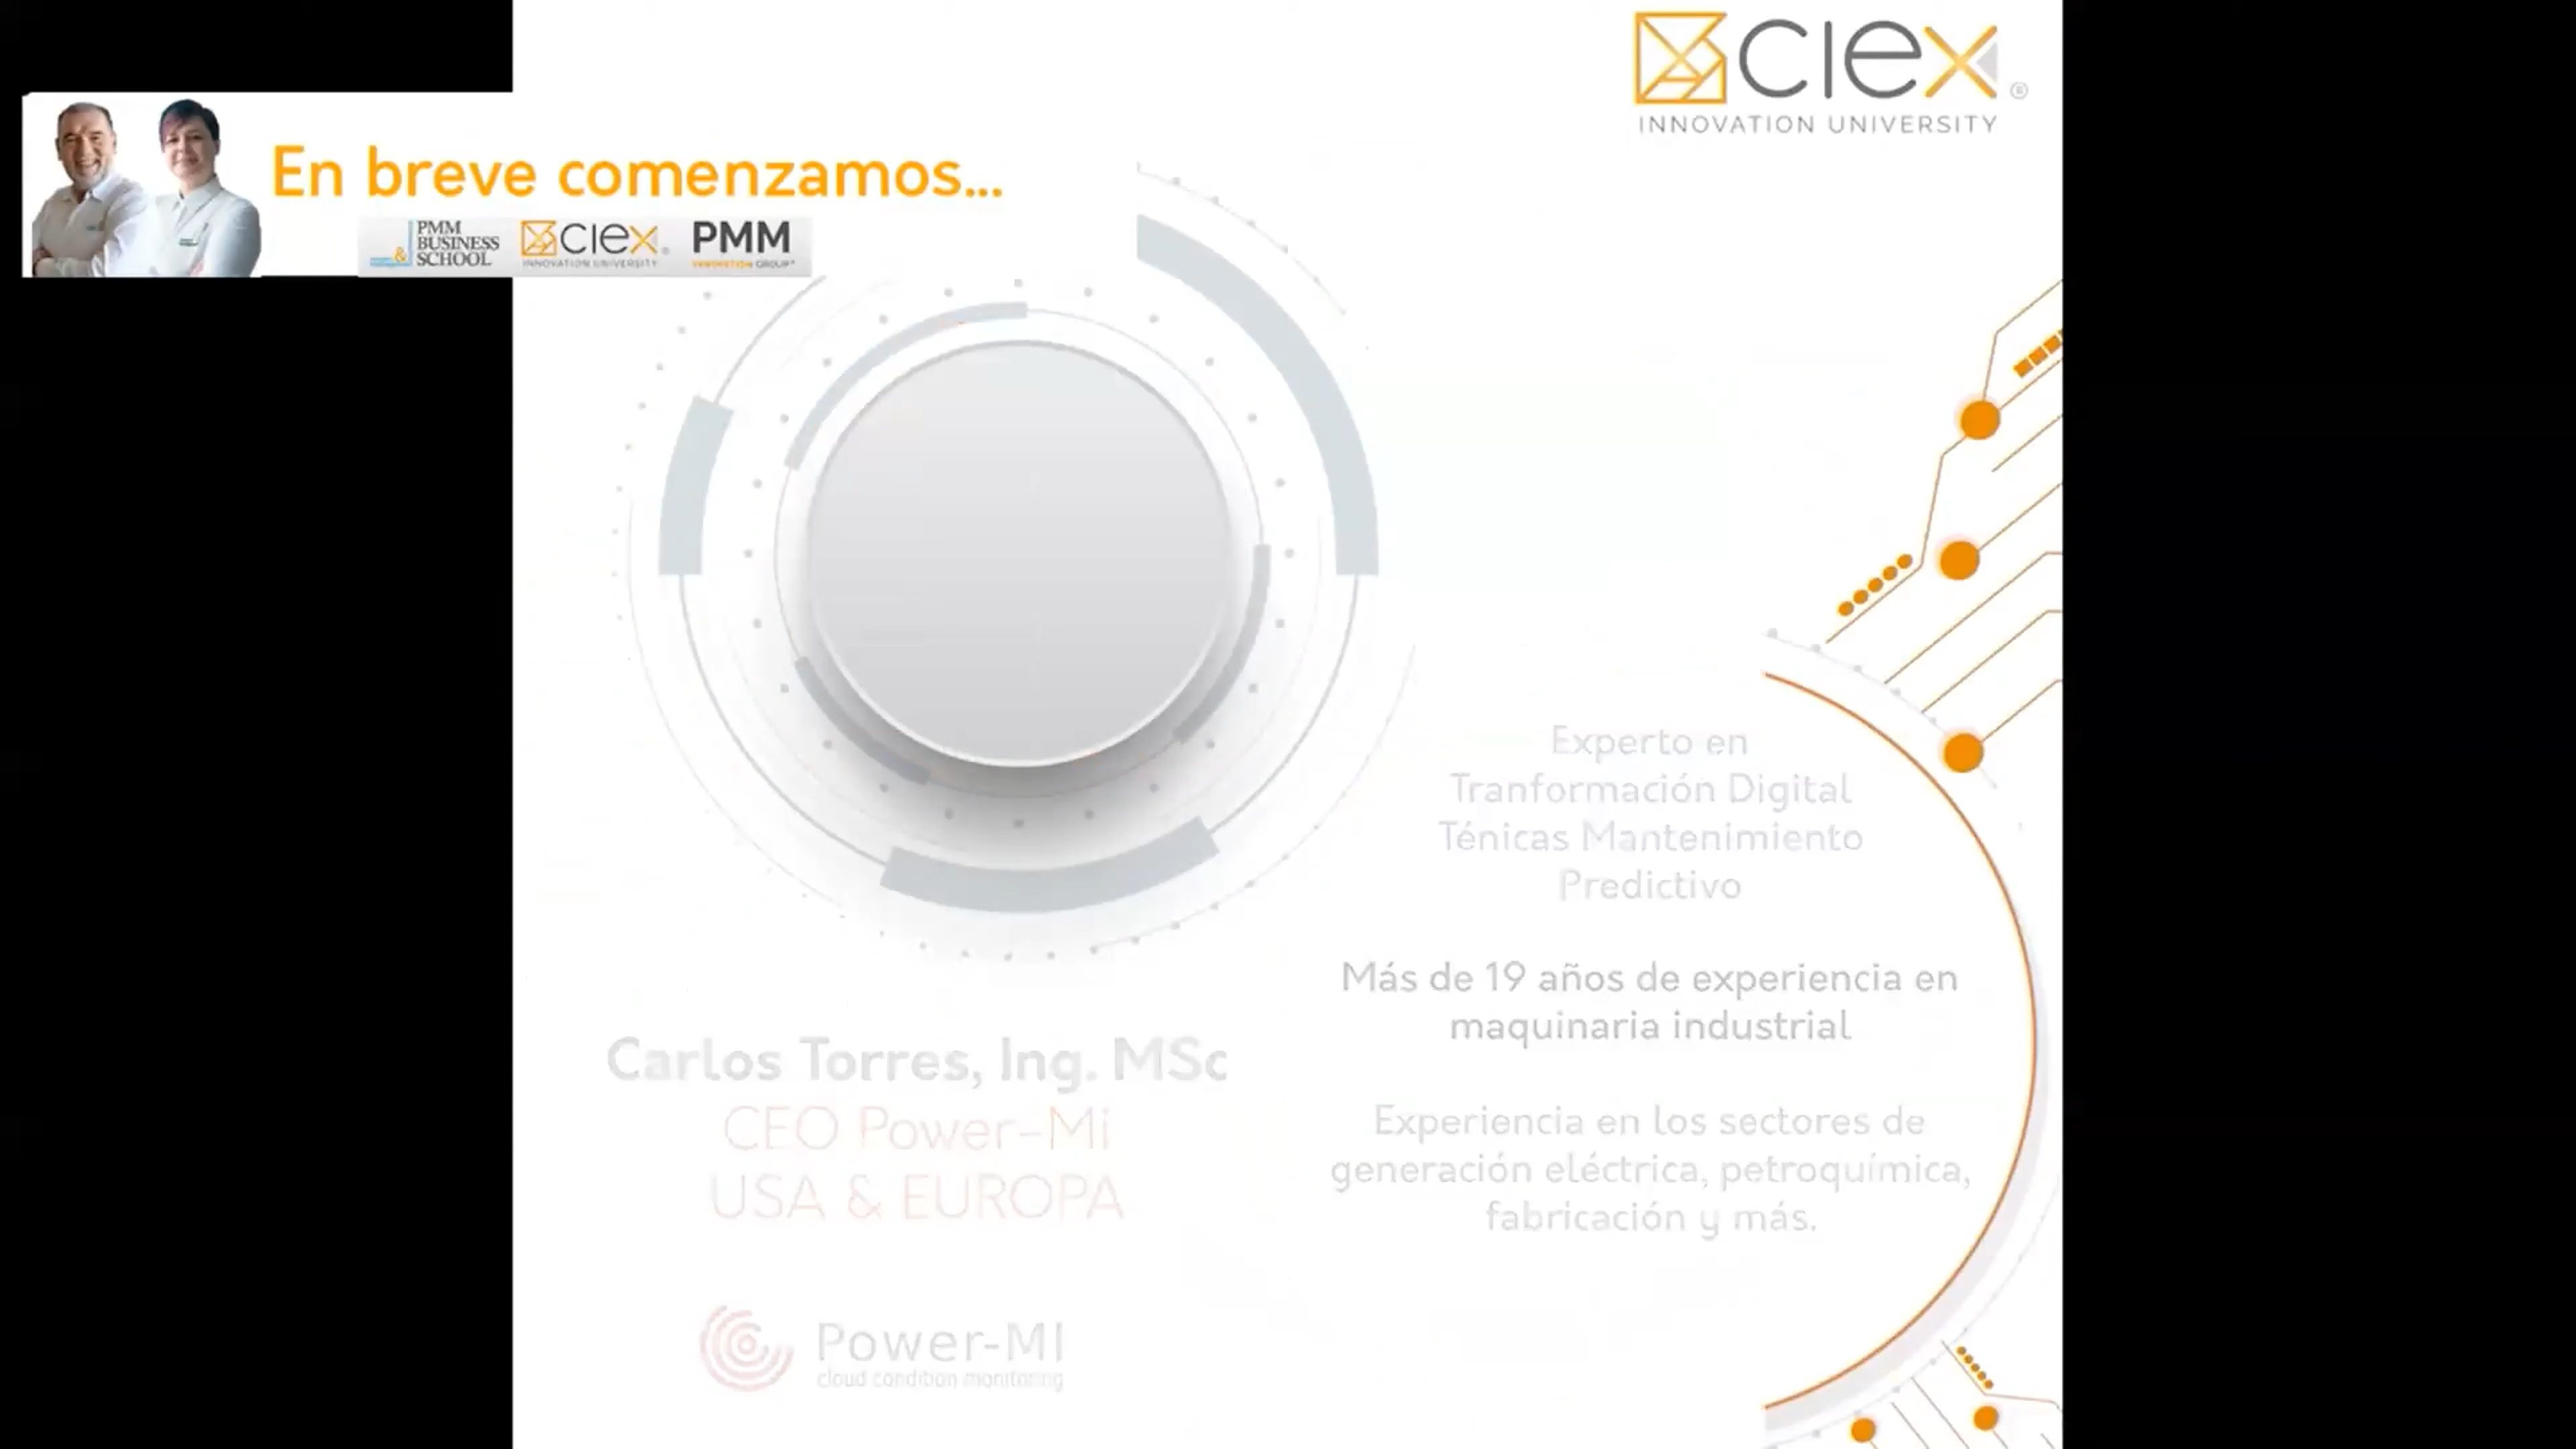 ciex
®
INNOVATION UNIVERSITY
En breve comenzamos...
PMM
BUSINESS
SCHOOL
&
ciex
INNOVATION UNIVERSITY
PMM
INNOVATION GROUP
Experto en
Tranformación Digital
Ténicas Mantenimiento
Predictivo
Más de 19 años de experiencia en
maquinaria industrial
Experiencia en los sectores de
generación eléctrica, petroquímica,
fabricación y más.
Carlos Torres, Ing. MSc
CEO Power-Mi
USA & EUROPA
Power-MI
cloud condition monitoring